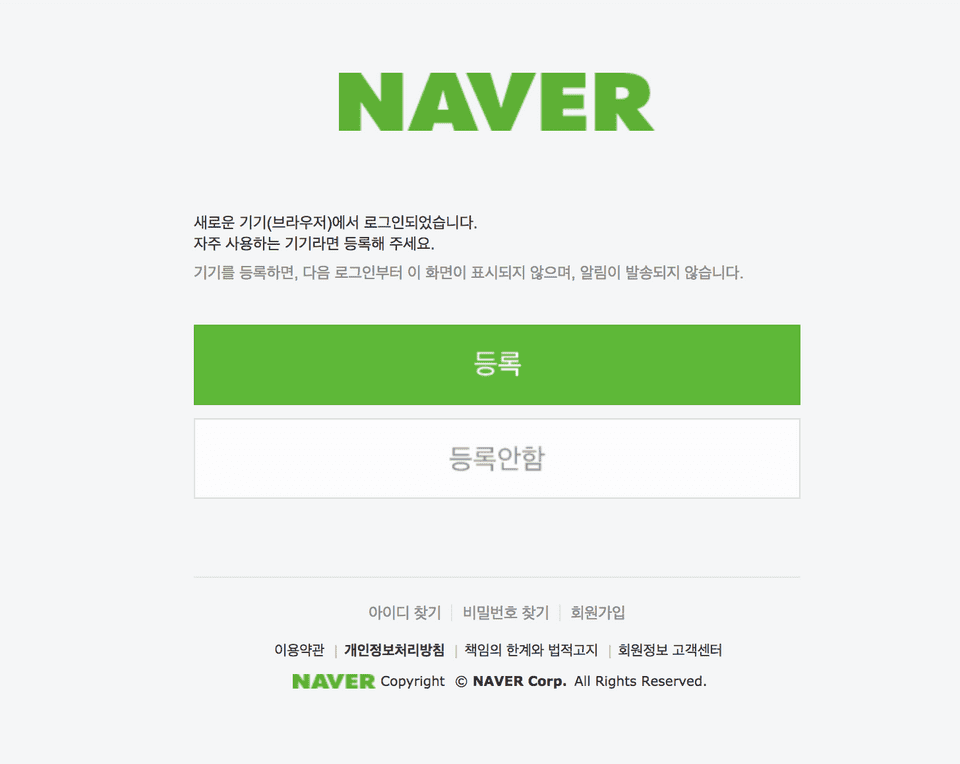 NAVER
새로운 기기(브라우저)에서 로그인되었습니다.
자주 사용하는 기기라면 등록해 주세요.
기기를 등록하면, 다음 로그인부터 이 화면이 표시되지 않으며, 알림이 발송되지 않습니다.
등록
등록안함
아이디 찾기 | 비밀번호 찾기 | 회원가입
이용약관 | 개인정보처리방침 | 책임의 한계와 법적고지 | 회원정보 고객센터
NAVER Copyright © NAVER Corp. All Rights Reserved.